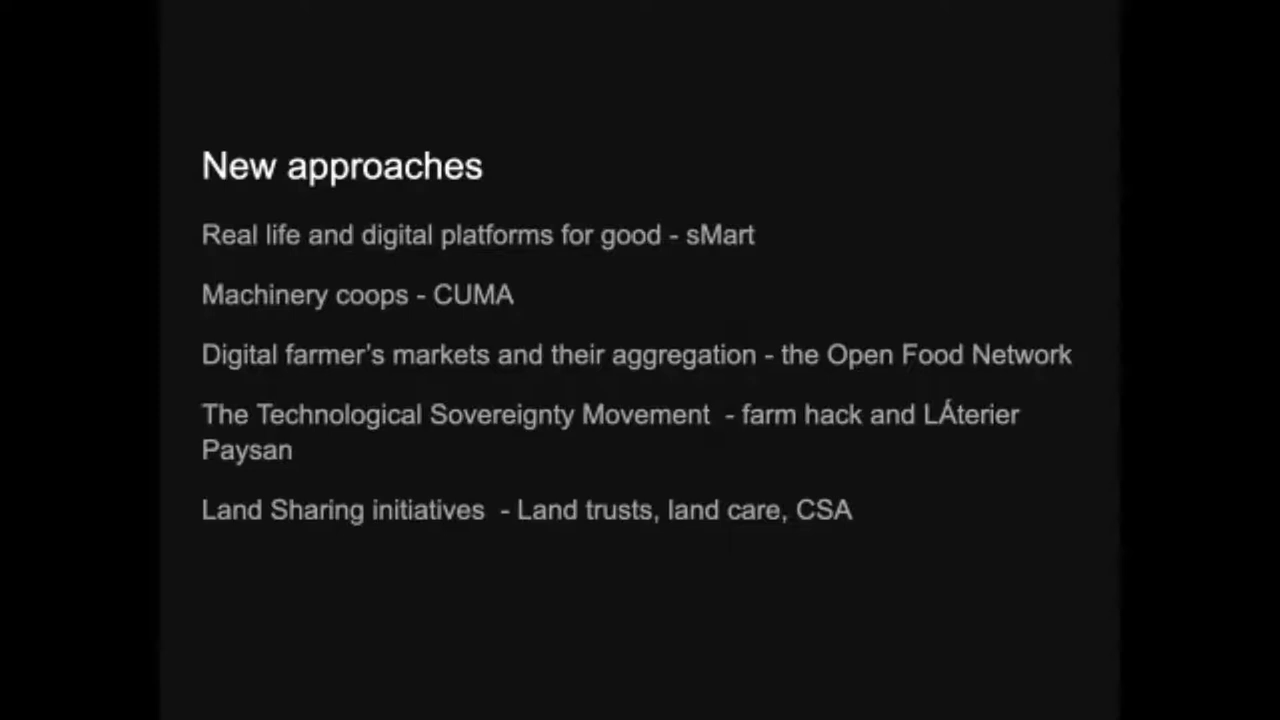 New approaches
Real life and digital platforms for good - sMart
Machinery coops - CUMA
Digital farmer’s markets and their aggregation - the Open Food Network
The Technological Sovereignty Movement  - farm hack and LÁterier
Paysan
Land Sharing initiatives  - Land trusts, land care, CSA